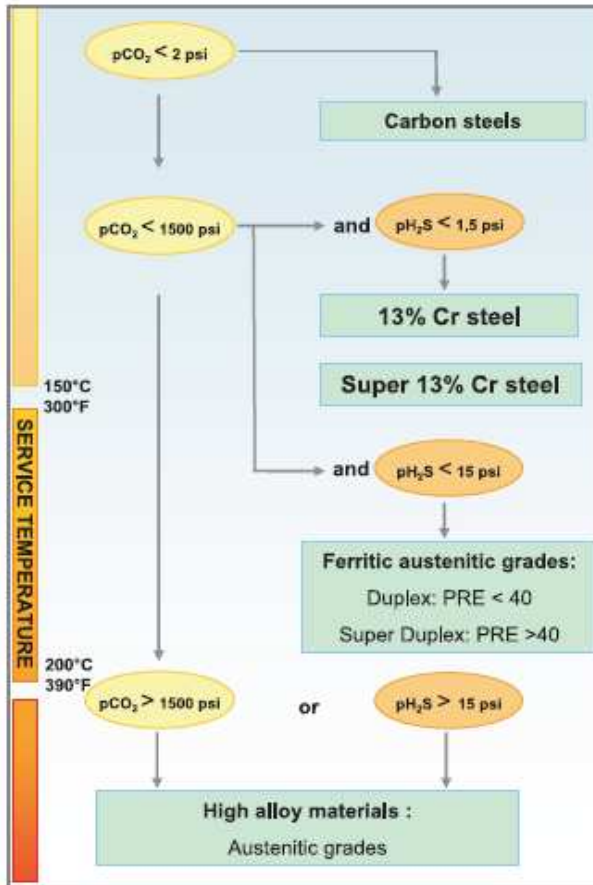 pCO₂ < 2 psi
Carbon steels
pCO₂ < 1500 psi
and
pH₂S < 1,5 psi
13% Cr steel
Super 13% Cr steel
150°C
300°F
SERVICE TEMPERATURE
and
pH₂S < 15 psi
Ferritic austenitic grades:
Duplex: PRE < 40
Super Duplex: PRE >40
200°C
390°F
pCO₂ > 1500 psi
or
pH₂S > 15 psi
High alloy materials :
Austenitic grades